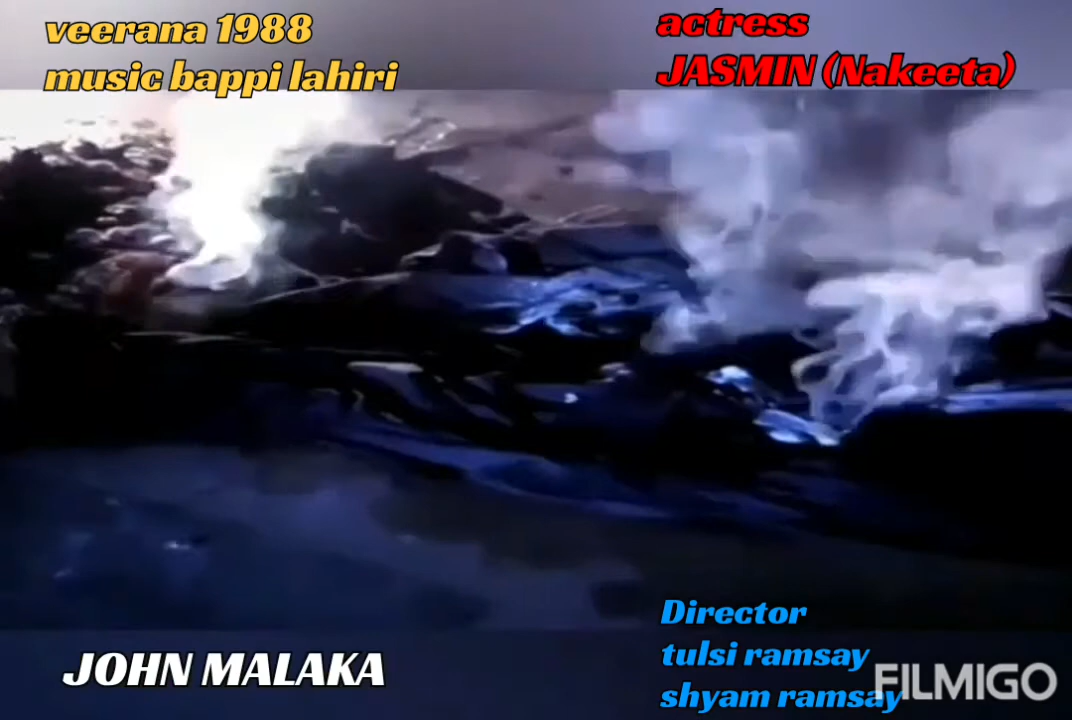 veerana 1988
music bappi lahiri
actress
JASMIN (Nakeeta)
JOHN MALAKA
Director
tulsi ramsay
shyam ramsay
FILMIGO